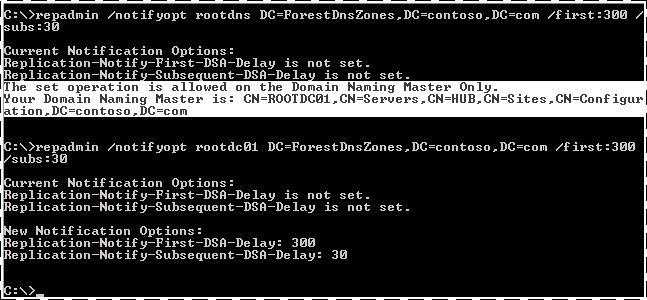 C:\>repadmin /notifyopt rootdns DC=ForestDnsZones,DC=contoso,DC=com /first:300 /
subs:30
Current Notification Options:
Replication-Notify-First-DSA-Delay is not set.
Replication-Notify-Subsequent-DSA-Delay is not set.
The set operation is allowed on the Domain Naming Master Only.
Your Domain Naming Master is: CN=ROOTDC01,CN=Servers,CN=HUB,CN=Sites,CN=Configur
ation,DC=contoso,DC=com
C:\>repadmin /notifyopt rootdc01 DC=ForestDnsZones,DC=contoso,DC=com /first:300
/subs:30
Current Notification Options:
Replication-Notify-First-DSA-Delay is not set.
Replication-Notify-Subsequent-DSA-Delay is not set.
New Notification Options:
Replication-Notify-First-DSA-Delay: 300
Replication-Notify-Subsequent-DSA-Delay: 30
C:\>_